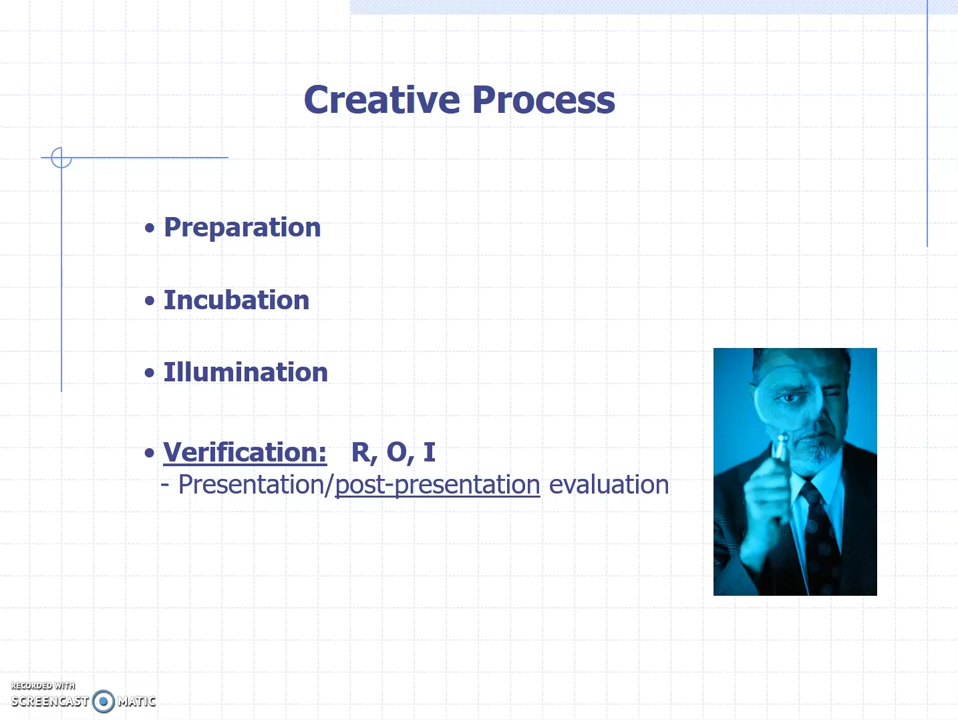 Creative Process
• Preparation
• Incubation
• Illumination
• Verification: R, O, I
- Presentation/post-presentation evaluation
RECORDED WITH
SCREENCAST MATIC